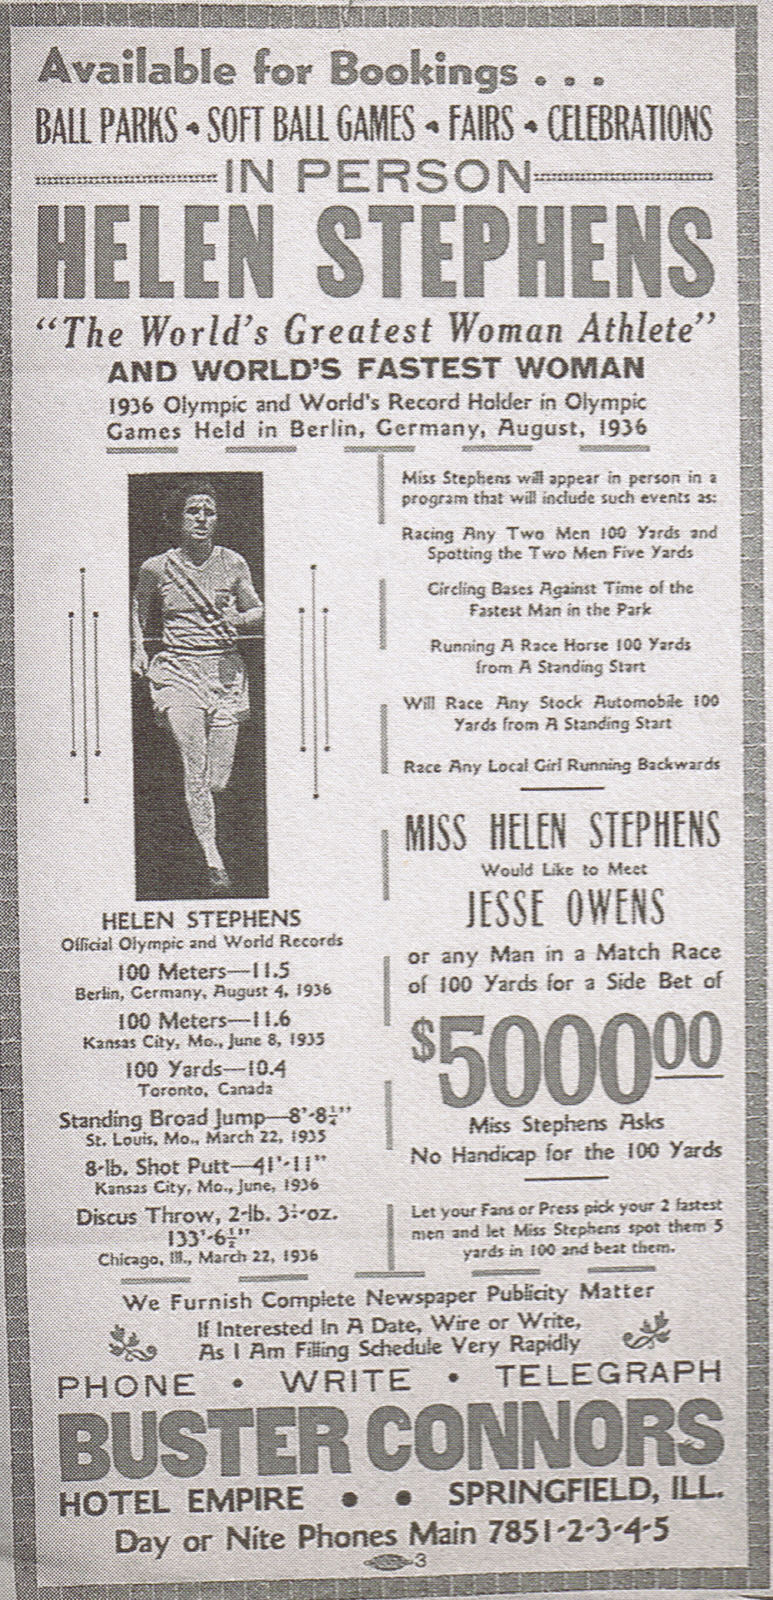 Available for Bookings . . .
BALL PARKS • SOFT BALL GAMES • FAIRS • CELEBRATIONS
IN PERSON
HELEN STEPHENS
"The World's Greatest Woman Athlete"
AND WORLD'S FASTEST WOMAN
1936 Olympic and World's Record Holder in Olympic
Games Held in Berlin, Germany, August, 1936
HELEN STEPHENS
Official Olympic and World Records
100 Meters—11.5
Berlin, Germany, August 4, 1936
100 Meters—11.6
Kansas City, Mo., June 8, 1935
100 Yards—10.4
Toronto, Canada
Standing Broad Jump—8'-8¼"
St. Louis, Mo., March 22, 1935
8-lb. Shot Putt—41'-11"
Kansas City, Mo., June, 1936
Discus Throw, 2-lb. 3¼-oz.
133'-6½"
Chicago, Ill., March 22, 1936
Miss Stephens will appear in person in a
program that will include such events as:
Racing Any Two Men 100 Yards and
Spotting the Two Men Five Yards
Circling Bases Against Time of the
Fastest Man in the Park
Running A Race Horse 100 Yards
from A Standing Start
Will Race Any Stock Automobile 100
Yards from A Standing Start
Race Any Local Girl Running Backwards
MISS HELEN STEPHENS
Would Like to Meet
JESSE OWENS
or any Man in a Match Race
of 100 Yards for a Side Bet of
$500000
Miss Stephens Asks
No Handicap for the 100 Yards
Let your Fans or Press pick your 2 fastest
men and let Miss Stephens spot them 5
yards in 100 and beat them.
We Furnish Complete Newspaper Publicity Matter
If Interested In A Date, Wire or Write,
As I Am Filling Schedule Very Rapidly
PHONE • WRITE • TELEGRAPH
BUSTER CONNORS
HOTEL EMPIRE • • SPRINGFIELD, ILL.
Day or Nite Phones Main 7851-2-3-4-5
3